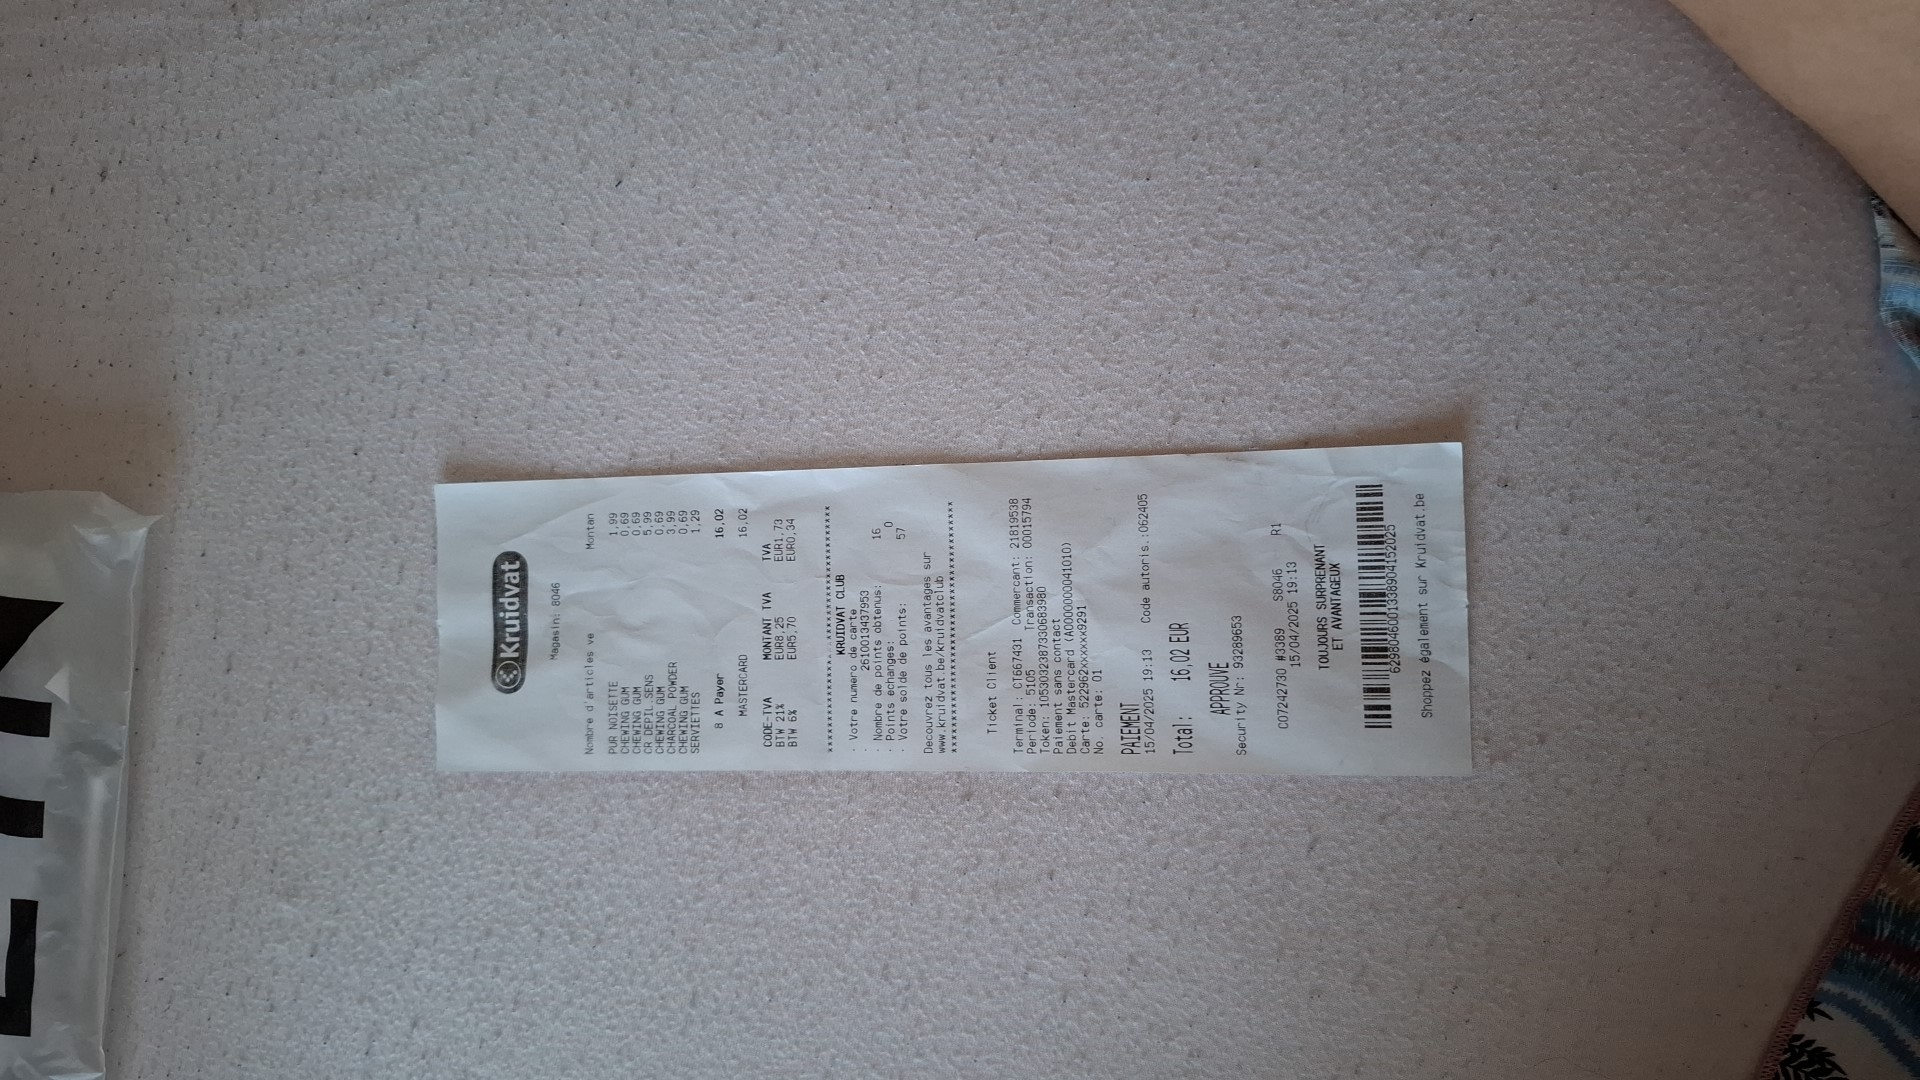 Kruidvat
Magasin: 8046
Nombre d'articles ve Montan
PUR NOISETTE 1,99
CHEWING GUM 0,69
CHEWING GUM 0,69
CR DEPIL.SENS 5,99
CHEWING GUM 0,69
CHARCOAL POWDER 3,99
CHEWING GUM 0,69
SERVIETTES 1,29
8 A Payer 16,02
MASTERCARD 16,02
CODE-TVA MONTANT TVA TVA
BTW 21% EUR8,25 EUR1,73
BTW 6% EUR5,70 EUR0,34
KRUIDVAT CLUB
· Votre numero de carte
· 2610013437953
· Nombre de points obtenus: 16
· Points echanges: 0
· Votre solde de points: 57
Decouvrez tous les avantages sur
www.kruidvat.be/kruidvatclub
Ticket Client
Terminal: CT667431 Commercant: 21819538
Periode: 5105 Transaction: 00015794
Token: 1053032387330683980
Paiement sans contact
Debit Mastercard (A0000000041010)
Carte: 522962xxxxxx9291
No. carte: 01
PAIEMENT
15/04/2025 19:13 Code autoris.:062405
Total: 16,02 EUR
APPROUVE
Security Nr: 93289653
C07242730 #3389 S8046 R1
15/04/2025 19:13
TOUJOURS SURPRENANT
ET AVANTAGEUX
Shoppez également sur Kruidvat.be